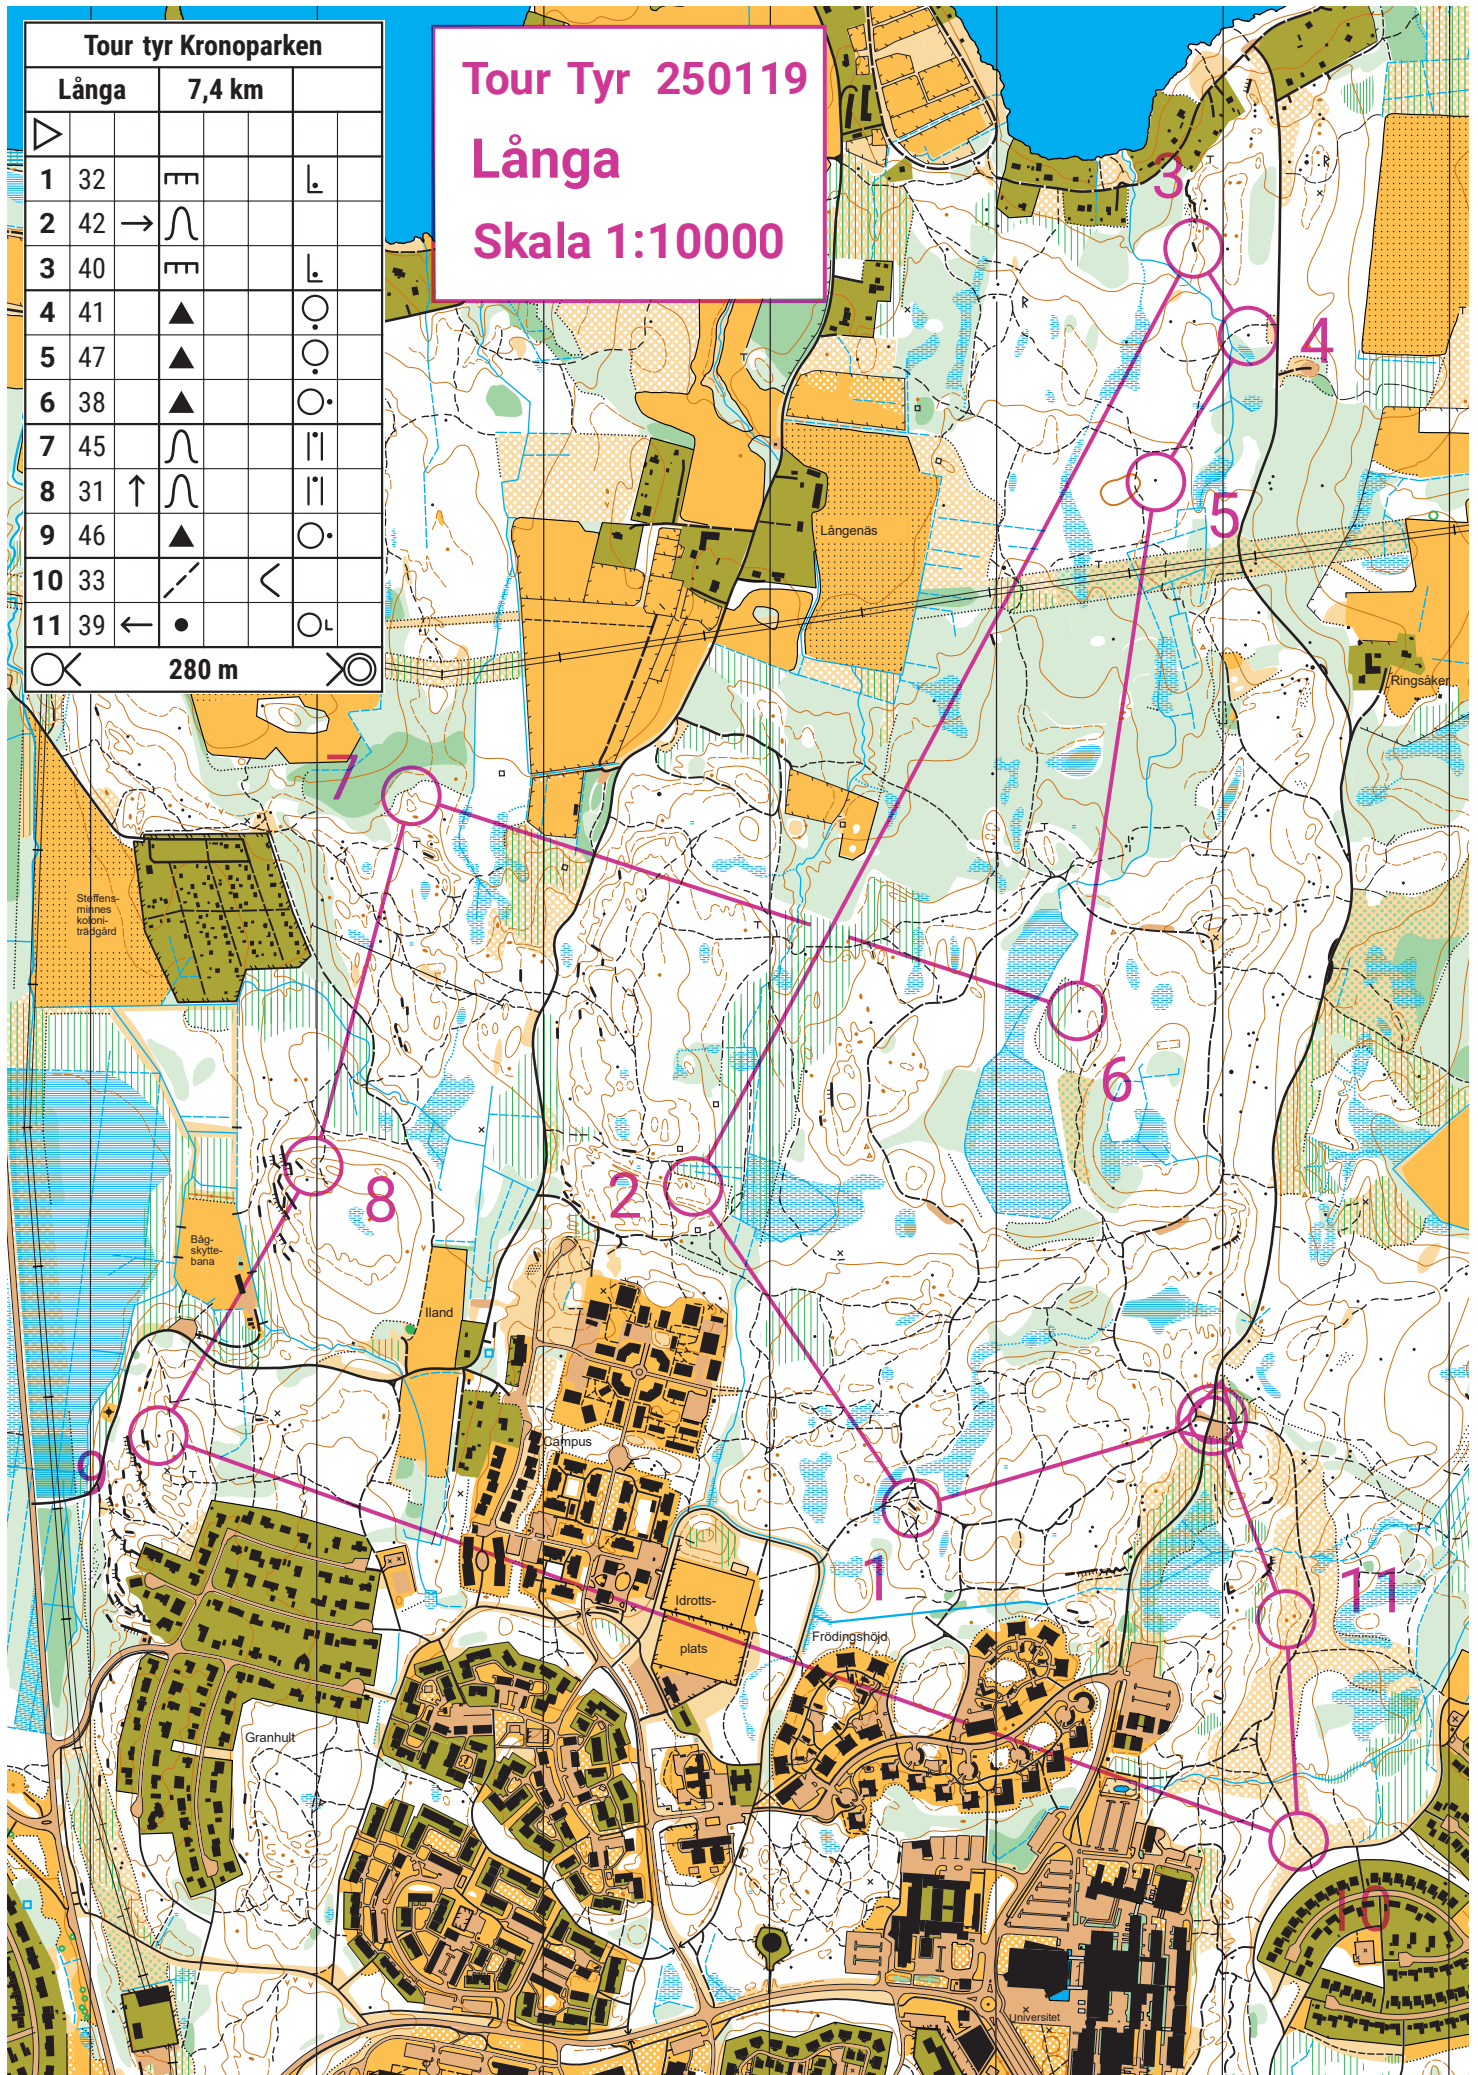 Tour tyr Kronoparken
Långa 7,4 km
1 32
2 42
3 40
4 41
5 47
6 38
7 45
8 31
9 46
10 33
11 39
280 m
Tour Tyr 250119
Långa
Skala 1:10000
3
4
5
Långenäs
Ringsåker
7
Steffens-
minnes
koloni-
trädgård
6
2
8
Båg-
skytte-
bana
Iland
Campus
9
1
11
Idrotts-
plats
Frödingshöjd
Granhult
10
Universitet